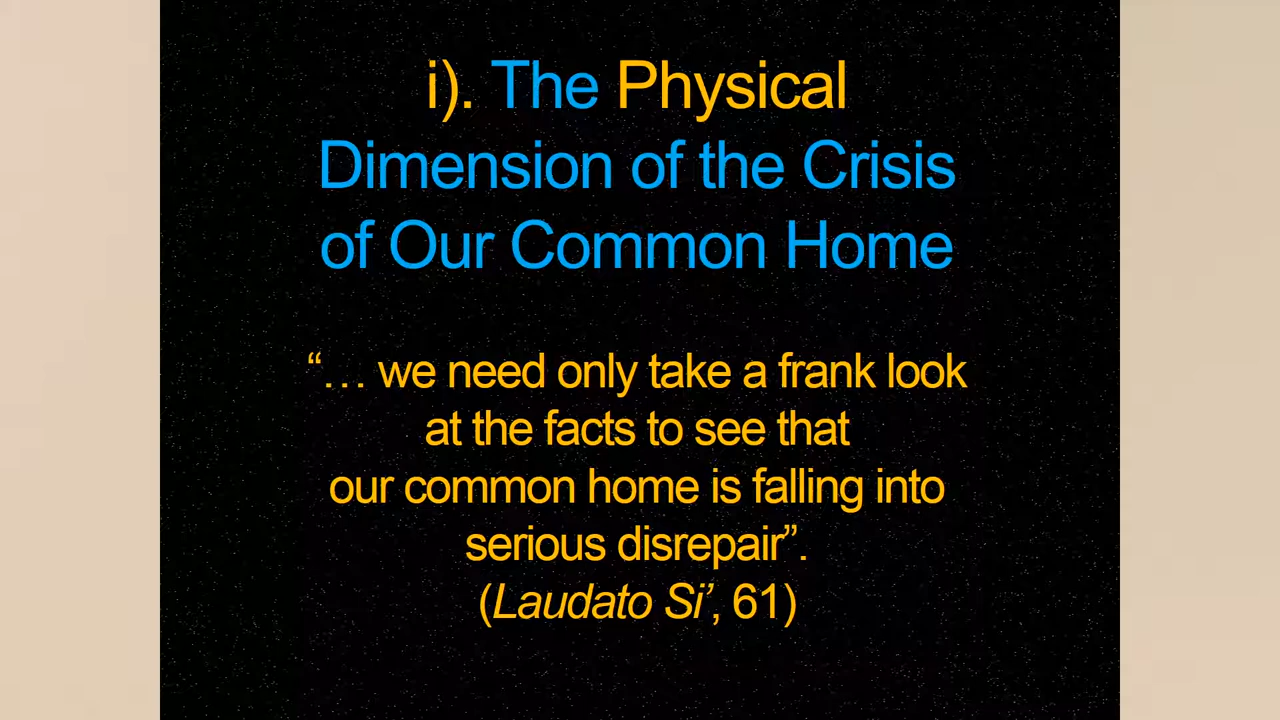 i). The Physical
Dimension of the Crisis
of Our Common Home
“… we need only take a frank look
at the facts to see that
our common home is falling into
serious disrepair”.
(Laudato Si’, 61)